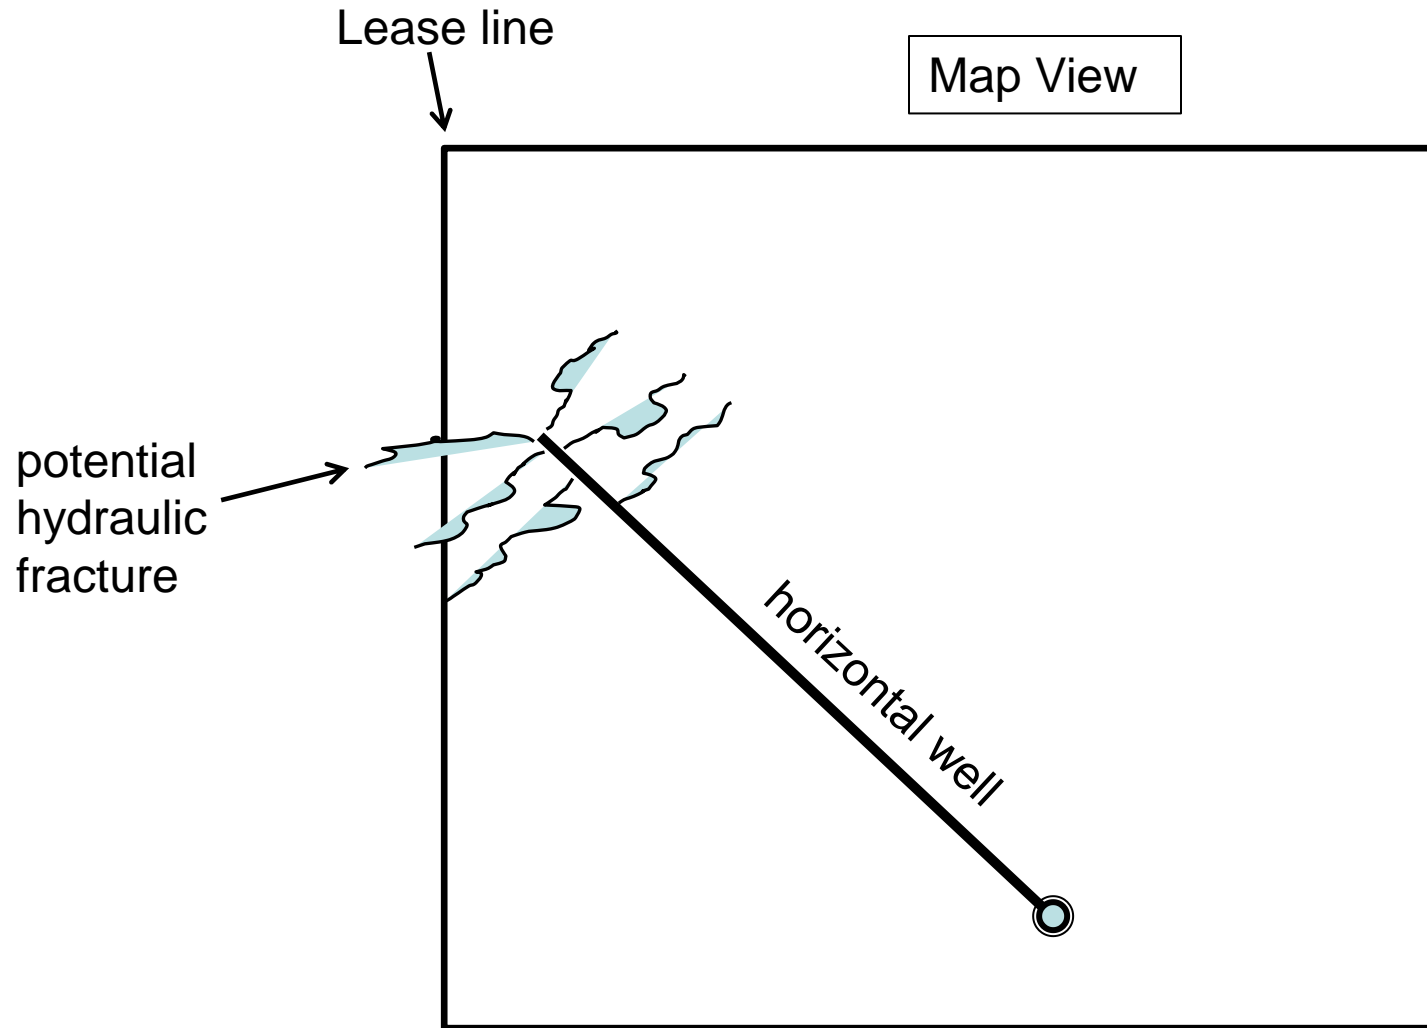 Lease line
Map View
potential
hydraulic
fracture
horizontal well